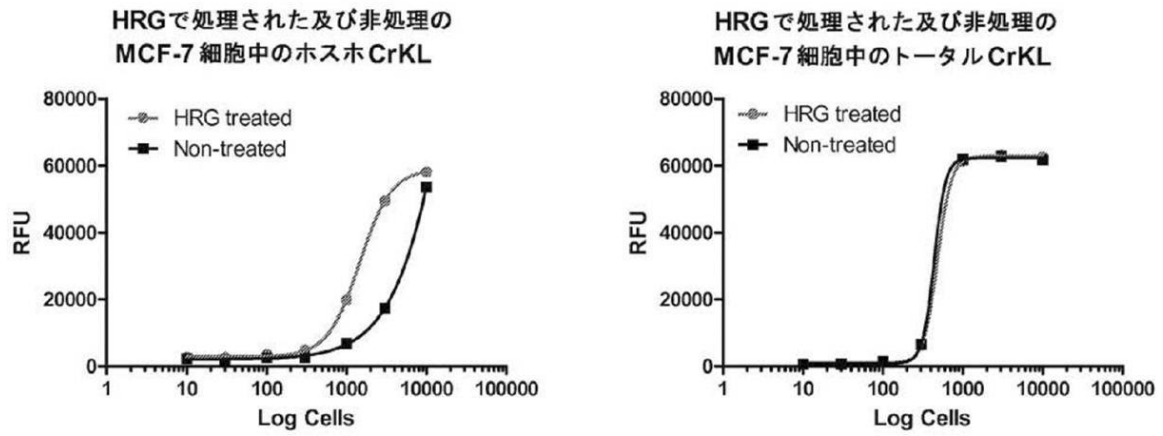 HRGで処理された及び非処理の
MCF-7 細胞中のホスホCrKL
80000
60000
40000
20000
0
RFU
HRG treated
Non-treated
1
10
100
1000
10000
100000
Log Cells
HRGで処理された及び非処理の
MCF-7 細胞中のトータルCrKL
80000
60000
40000
20000
0
RFU
HRG treated
Non-treated
1
10
100
1000
10000
100000
Log Cells